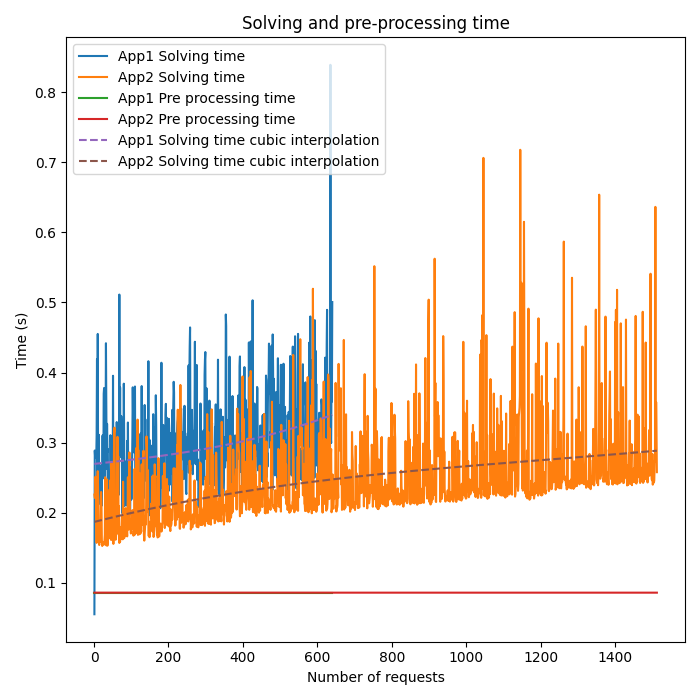 Solving and pre-processing time
App1 Solving time
App2 Solving time
App1 Pre processing time
App2 Pre processing time
App1 Solving time cubic interpolation
App2 Solving time cubic interpolation
0.8
0.7
0.6
0.5
0.4
0.3
0.2
0.1
Time (s)
0 200 400 600 800 1000 1200 1400
Number of requests